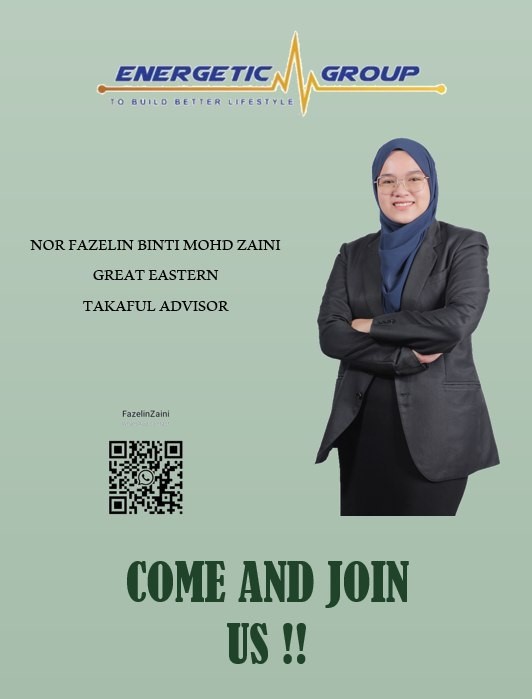 ENERGETIC GROUP
TO BUILD BETTER LIFESTYLE
NOR FAZELIN BINTI MOHD ZAINI
GREAT EASTERN
TAKAFUL ADVISOR
FazelinZaini
COME AND JOIN
US !!